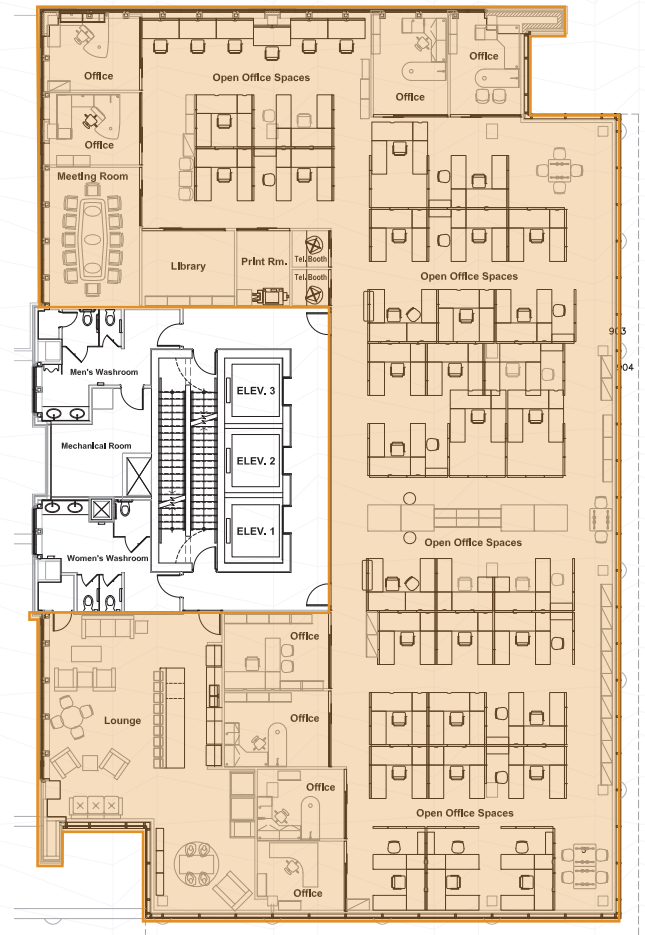 Office
Open Office Spaces
Office
Office
Office
Meeting Room
Library
Print Rm.
Tel. Booth
Tel. Booth
Open Office Spaces
903
904
Men's Washroom
ELEV. 3
Mechanical Room
ELEV. 2
ELEV. 1
Open Office Spaces
Women's Washroom
Office
Lounge
Office
Office
Open Office Spaces
Office